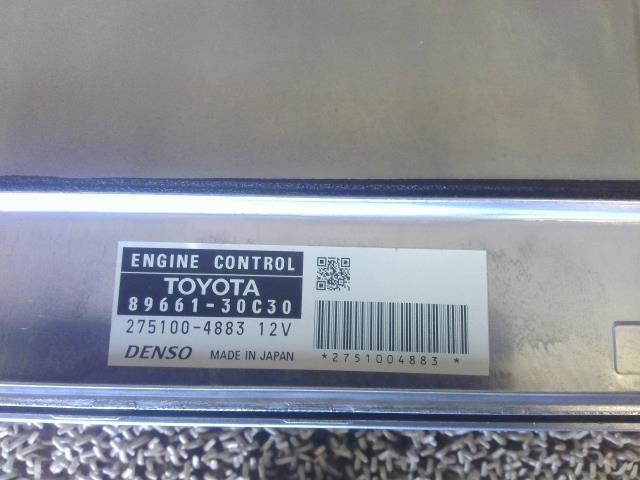 ENGINE CONTROL
TOYOTA
89661-30C30
275100-4883 12V
DENSO MADE IN JAPAN
*2751004883 *